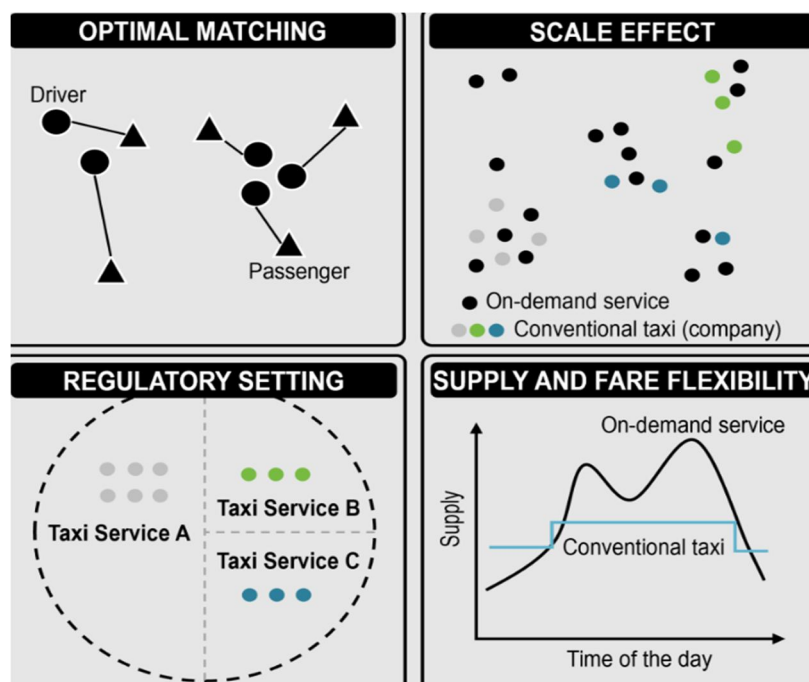 OPTIMAL MATCHING
Driver
Passenger
SCALE EFFECT
On-demand service
Conventional taxi (company)
REGULATORY SETTING
Taxi Service A
Taxi Service B
Taxi Service C
SUPPLY AND FARE FLEXIBILITY
On-demand service
Supply
Conventional taxi
Time of the day